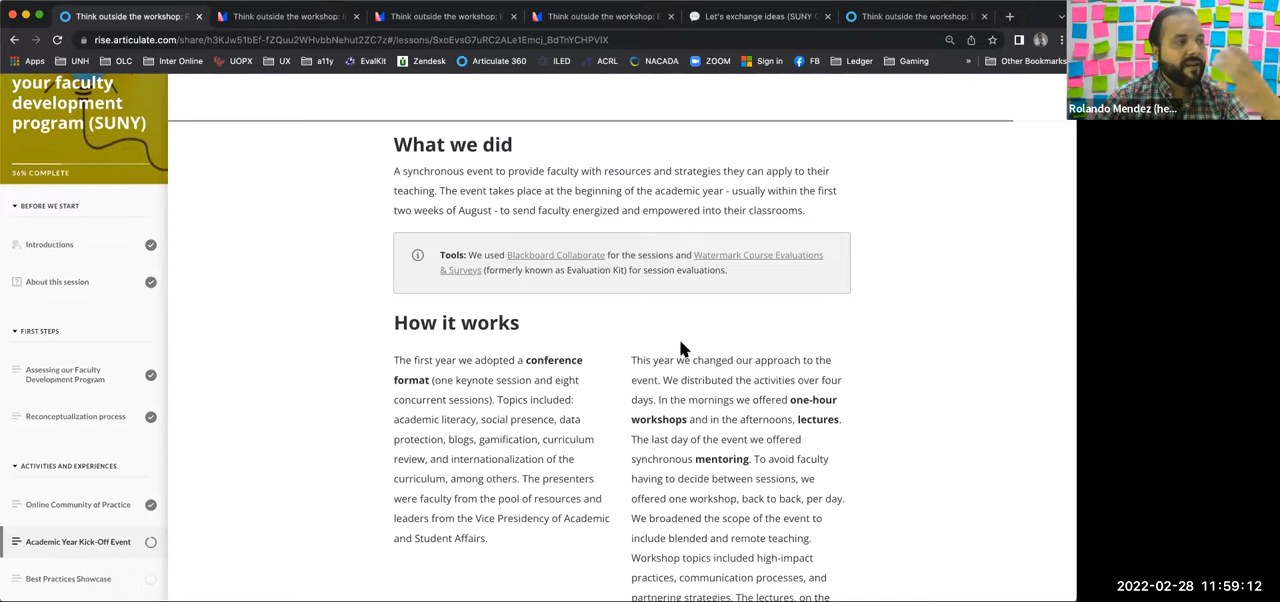 Think outside the workshop: R
Think outside the workshop: I
Think outside the workshop:
Think outside the workshop: E
Let's exchange ideas (SUNY
Think outside the workshop:
rise.articulate.com/share/h3KJw51bEf-fZQuu2WHvbbNehut2ZC7z#/lessons/SxoEvsG7uRC2ALe1Emcj_BdTnYCHPVIX
Apps UNH OLC Inter Online UOPX UX a11y EvalKit Zendesk Articulate 360 ILED ACRL NACADA ZOOM Sign in FB Ledger Gaming » Other Bookmarks
Rolando Mendez (he...
your faculty
development
program (SUNY)
36% COMPLETE
BEFORE WE START
Introductions
About this session
FIRST STEPS
Assessing our Faculty
Development Program
Reconceptualization process
ACTIVITIES AND EXPERIENCES
Online Community of Practice
Academic Year Kick-Off Event
Best Practices Showcase
What we did
A synchronous event to provide faculty with resources and strategies they can apply to their
teaching. The event takes place at the beginning of the academic year - usually within the first
two weeks of August - to send faculty energized and empowered into their classrooms.
Tools: We used Blackboard Collaborate for the sessions and Watermark Course Evaluations
& Surveys (formerly known as Evaluation Kit) for session evaluations.
How it works
The first year we adopted a conference
format (one keynote session and eight
concurrent sessions). Topics included:
academic literacy, social presence, data
protection, blogs, gamification, curriculum
review, and internationalization of the
curriculum, among others. The presenters
were faculty from the pool of resources and
leaders from the Vice Presidency of Academic
and Student Affairs.
This year we changed our approach to the
event. We distributed the activities over four
days. In the mornings we offered one-hour
workshops and in the afternoons, lectures.
The last day of the event we offered
synchronous mentoring. To avoid faculty
having to decide between sessions, we
offered one workshop, back to back, per day.
We broadened the scope of the event to
include blended and remote teaching.
Workshop topics included high-impact
practices, communication processes, and
partnering strategies. The lectures, on the
2022-02-28 11:59:12